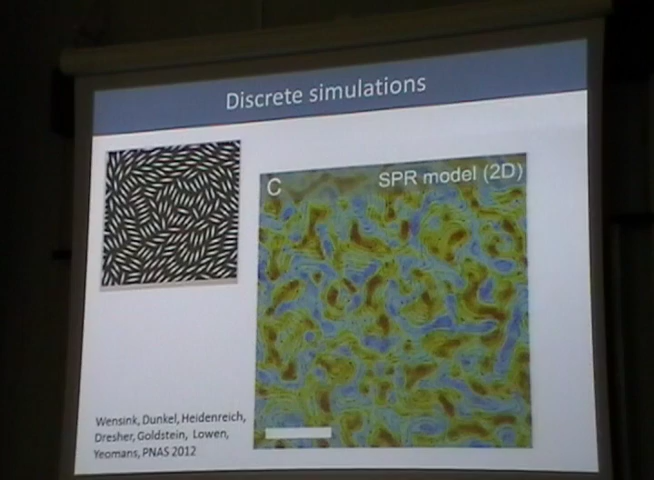 Discrete simulations
C
SPR model (2D)
Wensink, Dunkel, Heidenreich,
Dresher, Goldstein, Lowen,
Yeomans, PNAS 2012